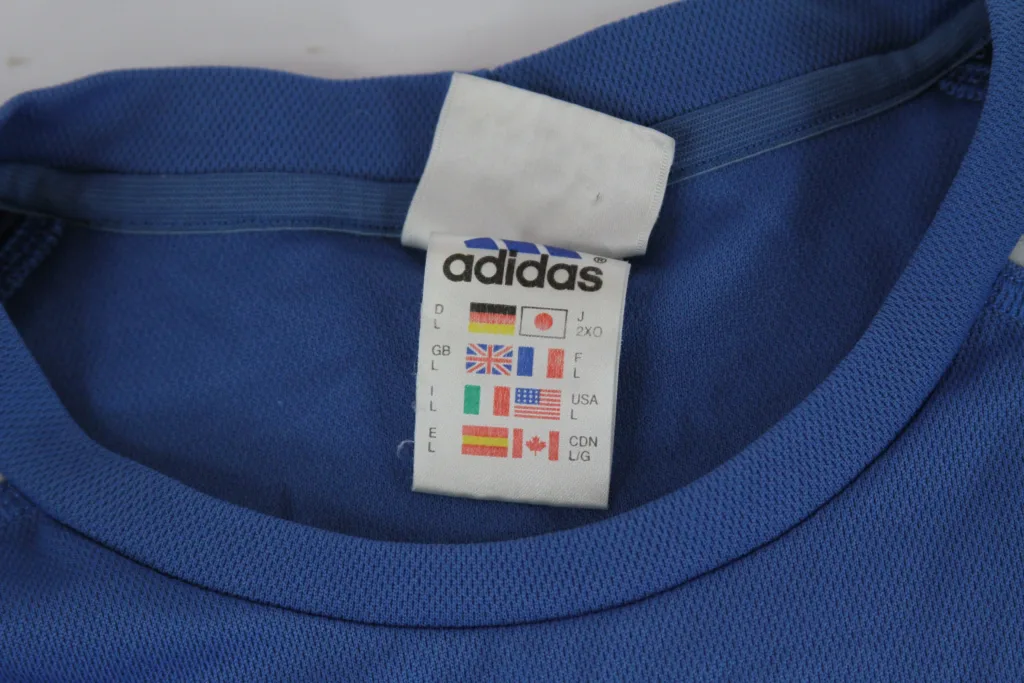 adidas®
D J
L 2XO
GB F
L L
I USA
L L
E CDN
L L/G